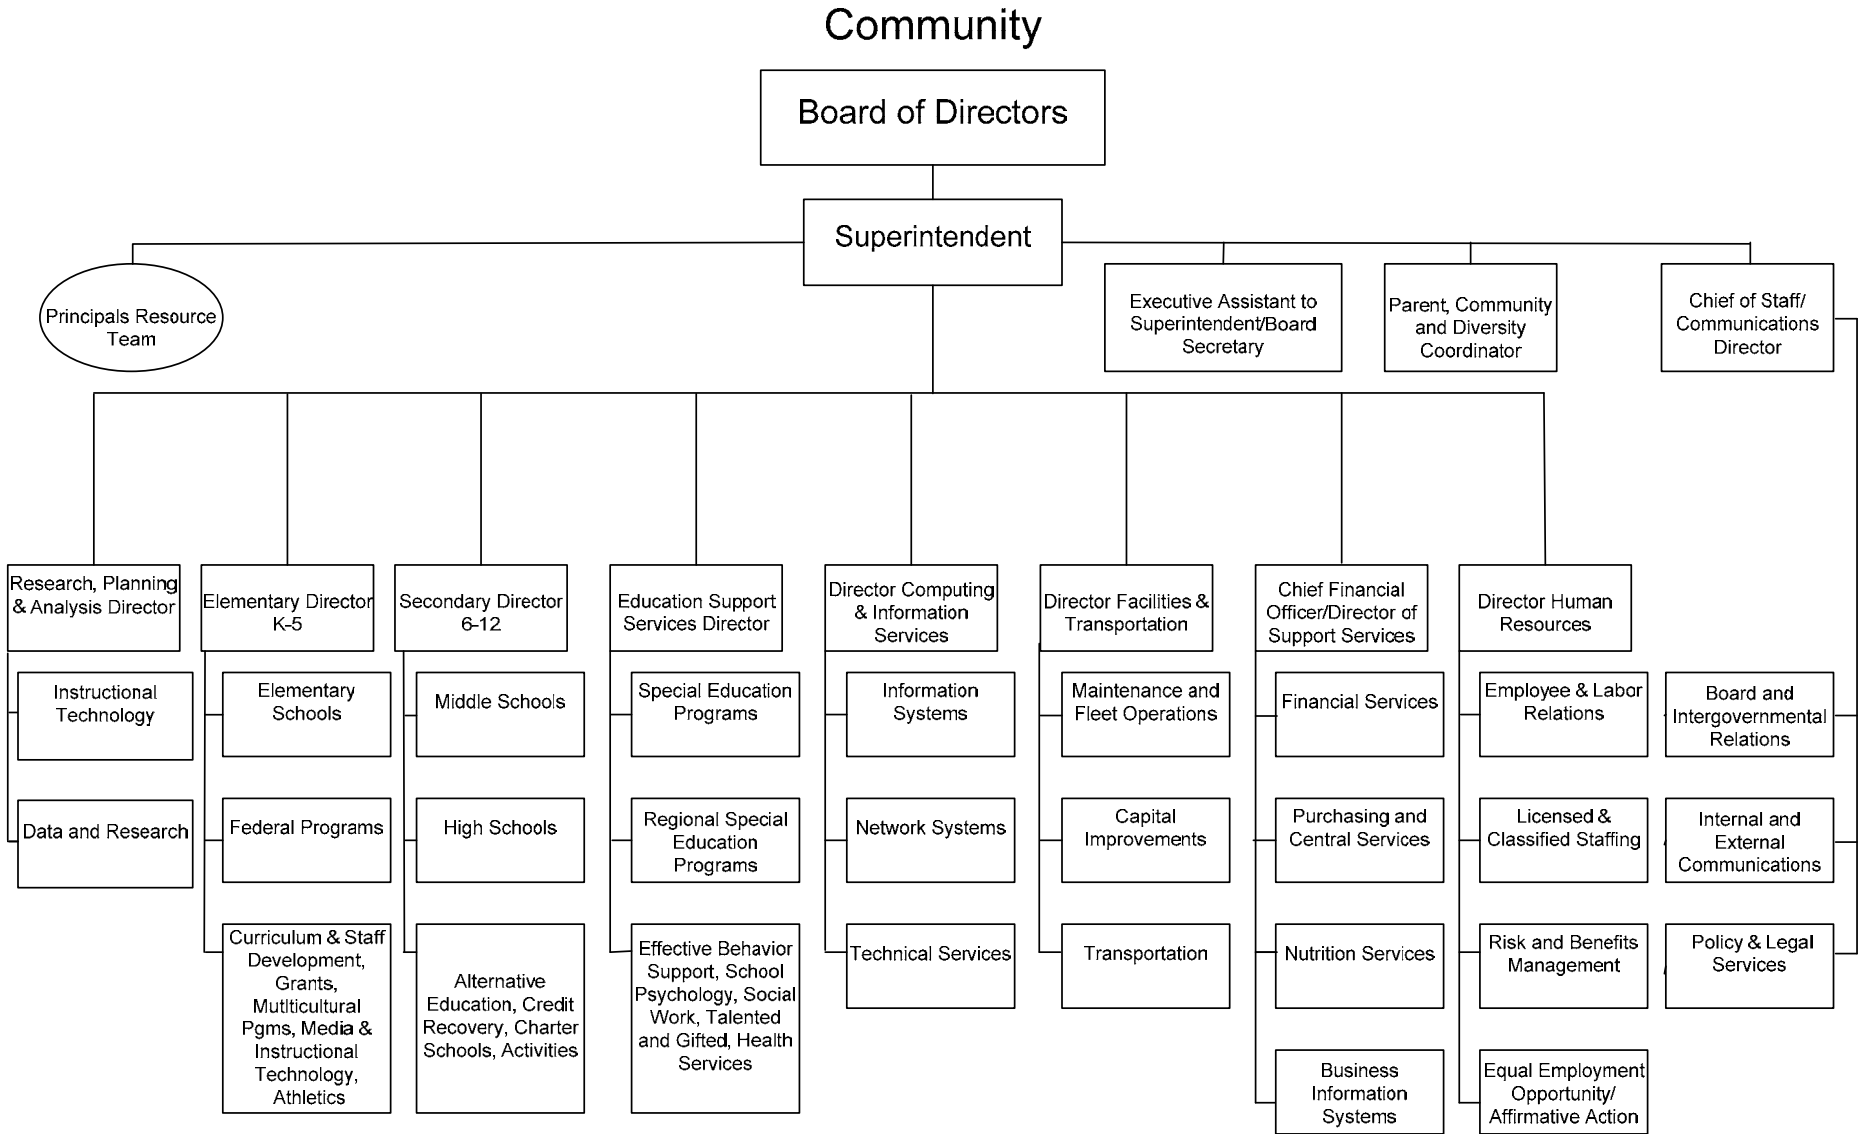 Community
Board of Directors
Superintendent
Principals Resource
Team
Executive Assistant to
Superintendent/Board
Secretary
Parent, Community
and Diversity
Coordinator
Chief of Staff/
Communications
Director
Research, Planning
& Analysis Director
Elementary Director
K-5
Secondary Director
6-12
Education Support
Services Director
Director Computing
& Information
Services
Director Facilities &
Transportation
Chief Financial
Officer/Director of
Support Services
Director Human
Resources
Instructional
Technology
Elementary
Schools
Middle Schools
Special Education
Programs
Information
Systems
Maintenance and
Fleet Operations
Financial Services
Employee & Labor
Relations
Board and
Intergovernmental
Relations
Data and Research
Federal Programs
High Schools
Regional Special
Education
Programs
Network Systems
Capital
Improvements
Purchasing and
Central Services
Licensed &
Classified Staffing
Internal and
External
Communications
Curriculum & Staff
Development,
Grants,
Mutlticultural
Pgms, Media &
Instructional
Technology,
Athletics
Alternative
Education, Credit
Recovery, Charter
Schools, Activities
Effective Behavior
Support, School
Psychology, Social
Work, Talented
and Gifted, Health
Services
Technical Services
Transportation
Nutrition Services
Risk and Benefits
Management
Policy & Legal
Services
Business
Information
Systems
Equal Employment
Opportunity/
Affirmative Action